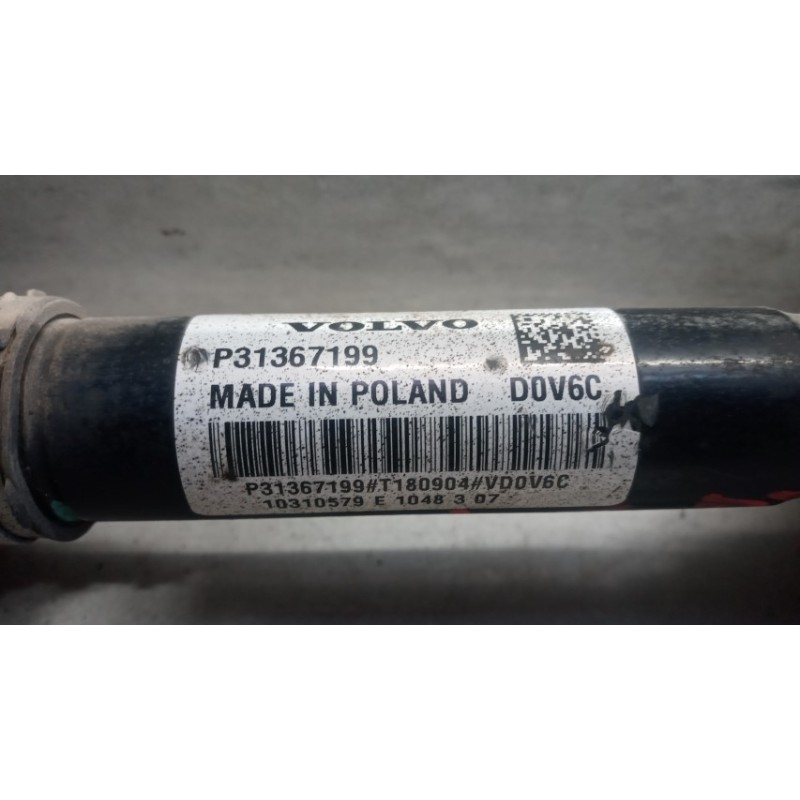 VOLVO
P31367199
MADE IN POLAND D0V6C
P31367199#T180904#VD0V6C
10310579 E 1048 3 07